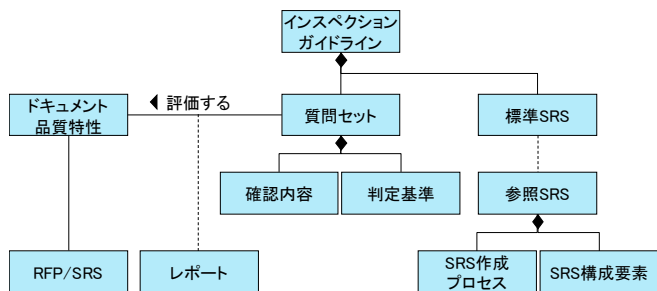 インスペクション
ガイドライン
ドキュメント
品質特性
◀ 評価する
質問セット
標準SRS
確認内容
判定基準
参照SRS
RFP/SRS
レポート
SRS作成
プロセス
SRS構成要素